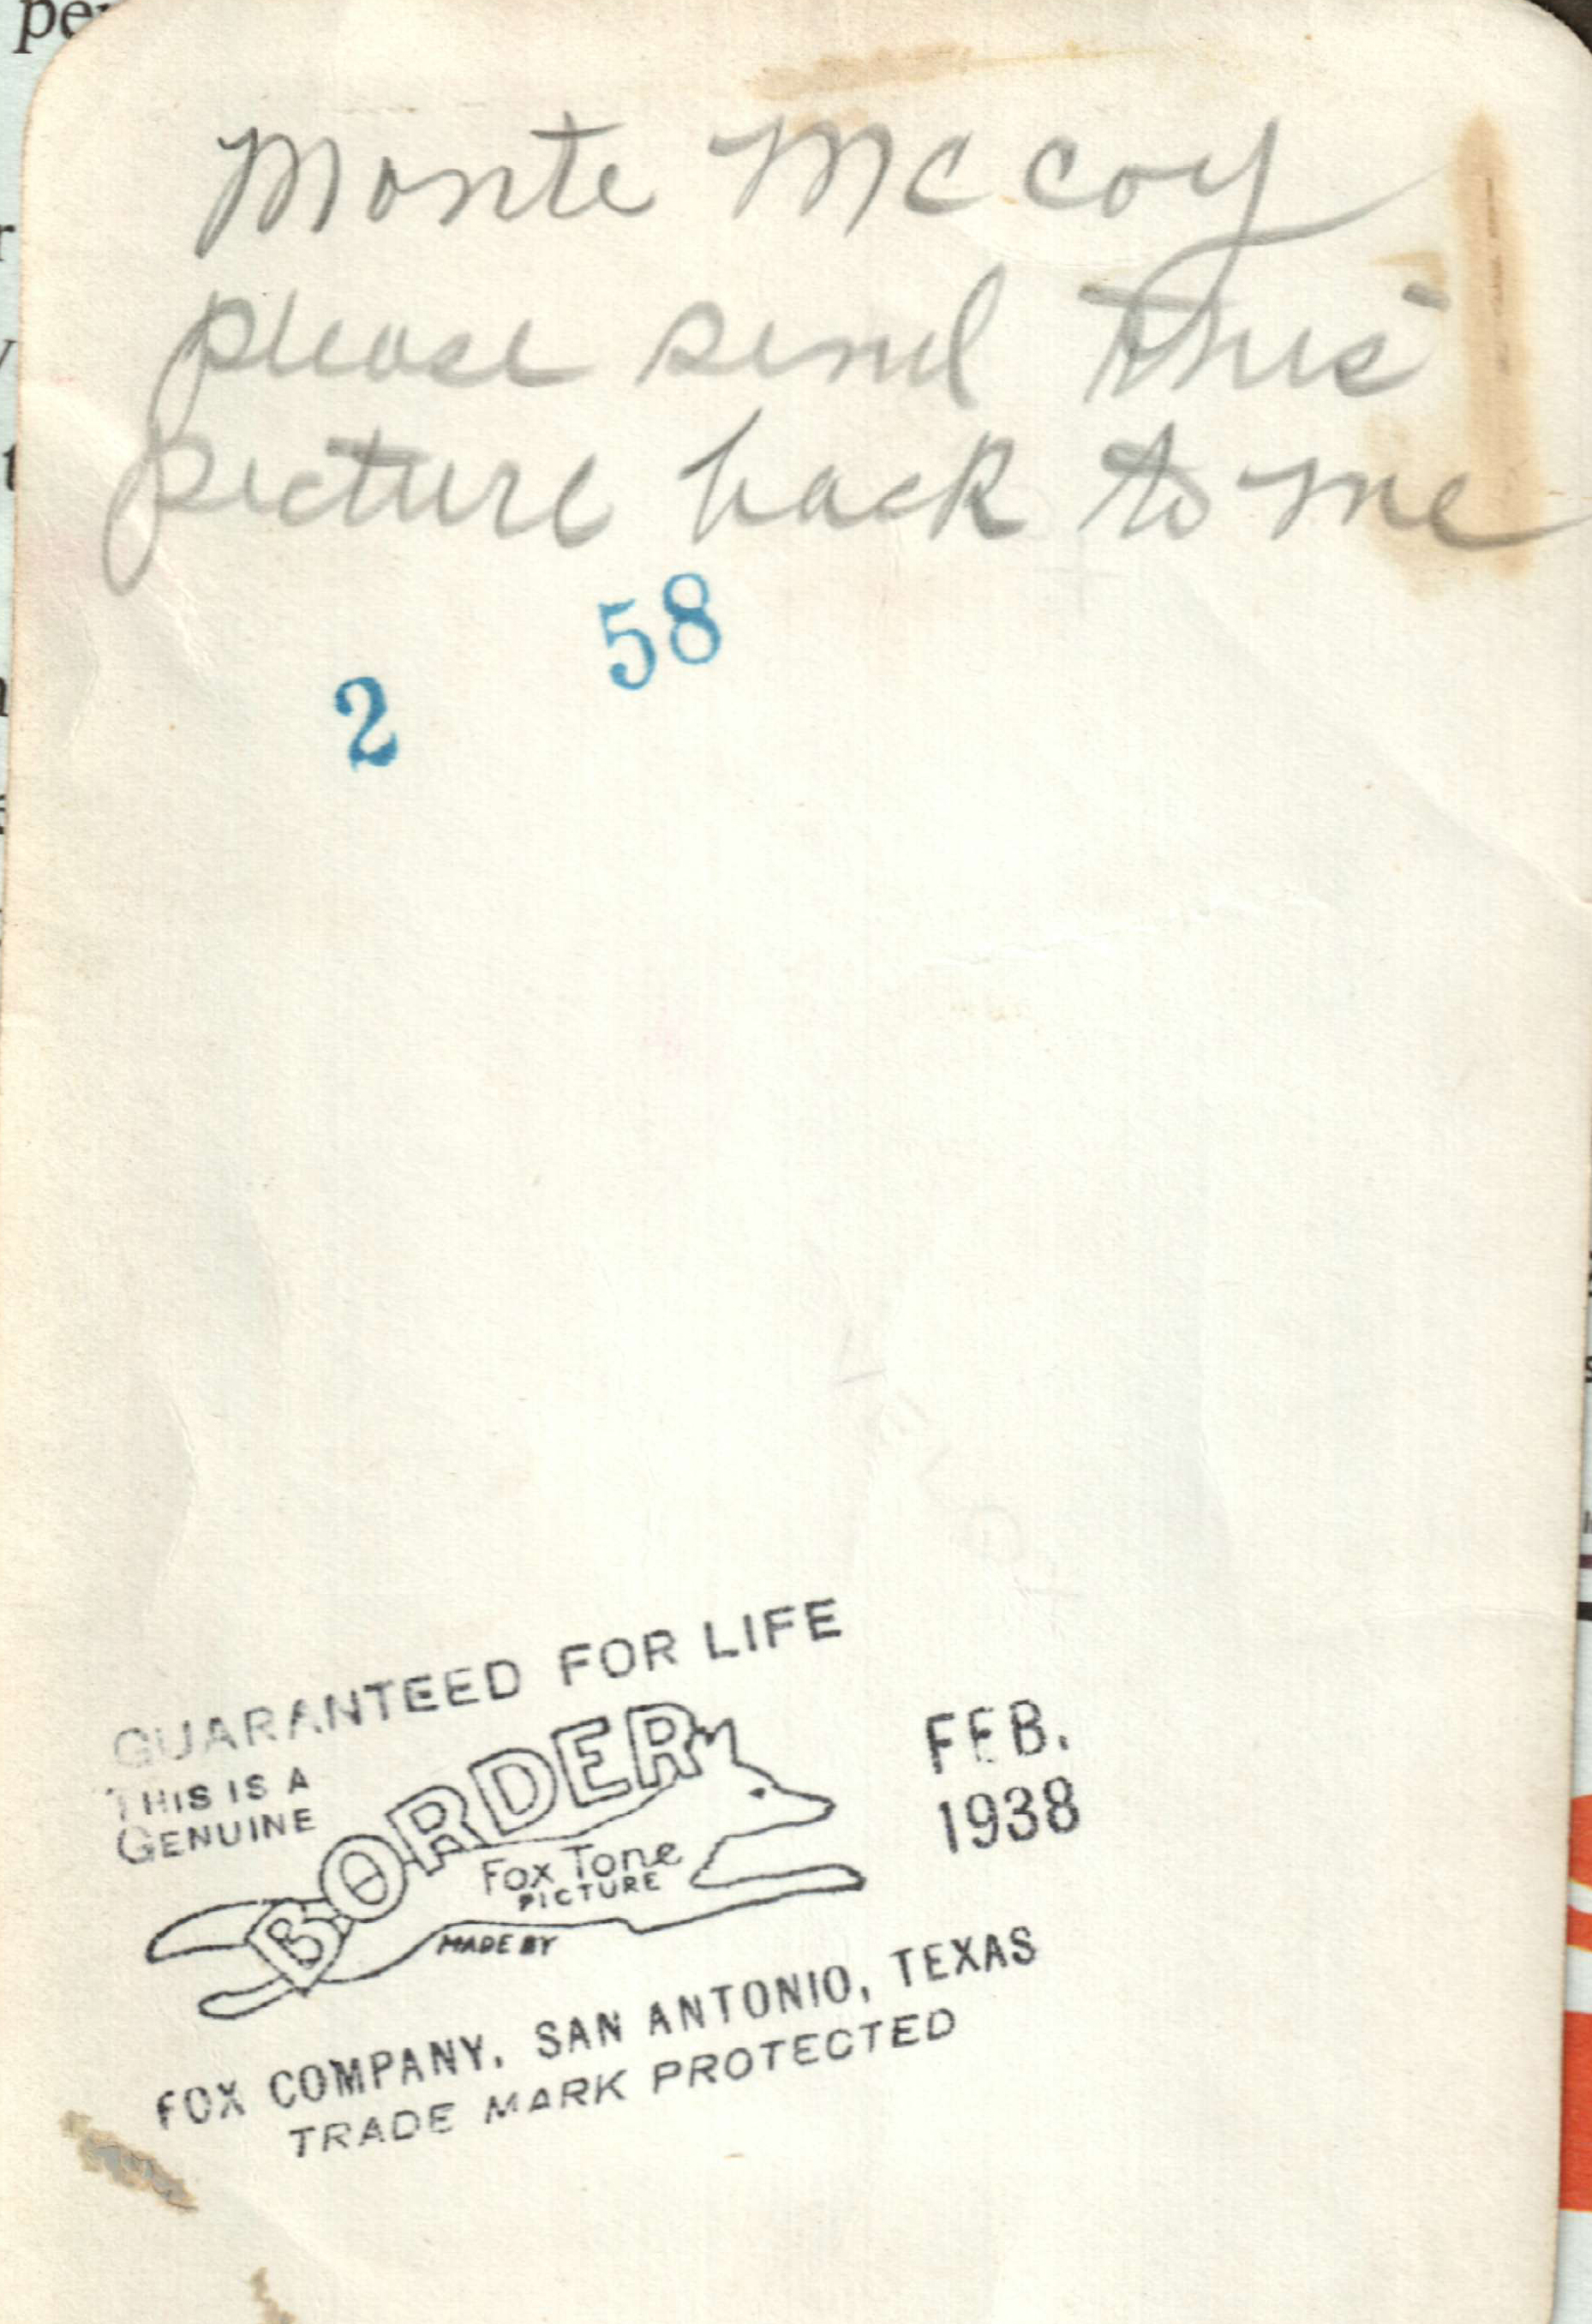 Monte McCoy
please send this
picture back to me
58
2
GUARANTEED FOR LIFE
THIS IS A
GENUINE
BORDER
Fox Tone
PICTURE
MADE BY
FEB.
1938
FOX COMPANY, SAN ANTONIO, TEXAS
TRADE MARK PROTECTED